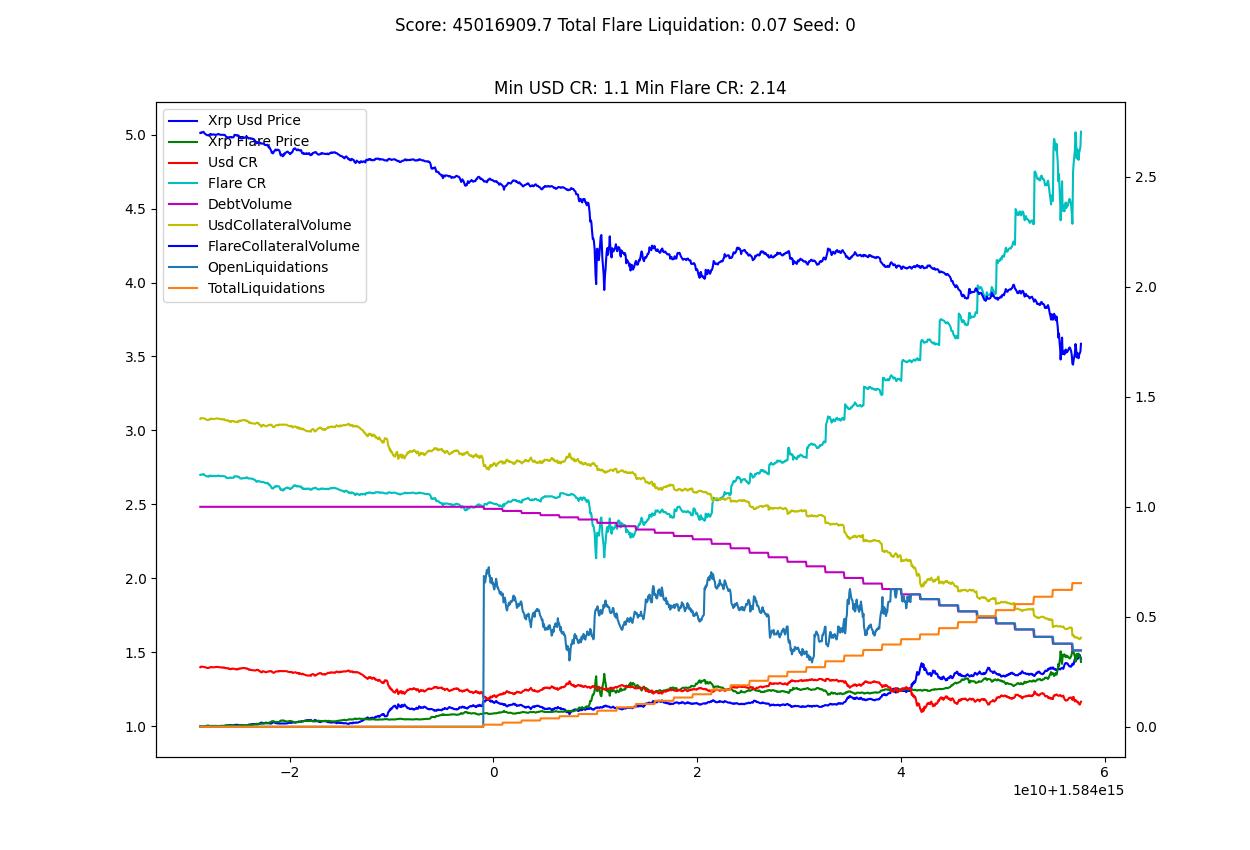 Score: 45016909.7 Total Flare Liquidation: 0.07 Seed: 0
Min USD CR: 1.1 Min Flare CR: 2.14
Xrp Usd Price
Xrp Flare Price
Usd CR
Flare CR
DebtVolume
UsdCollateralVolume
FlareCollateralVolume
OpenLiquidations
TotalLiquidations
5.0
4.5
4.0
3.5
3.0
2.5
2.0
1.5
1.0
2.5
2.0
1.5
1.0
0.5
0.0
−2
0
2
4
6
1e10+1.584e15